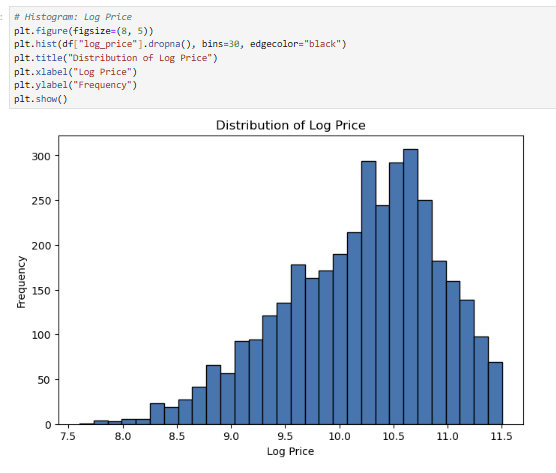 # Histogram: Log Price
plt.figure(figsize=(8, 5))
plt.hist(df["log_price"].dropna(), bins=30, edgecolor="black")
plt.title("Distribution of Log Price")
plt.xlabel("Log Price")
plt.ylabel("Frequency")
plt.show()
Distribution of Log Price
Frequency
300
250
200
150
100
50
0
7.5 8.0 8.5 9.0 9.5 10.0 10.5 11.0 11.5
Log Price